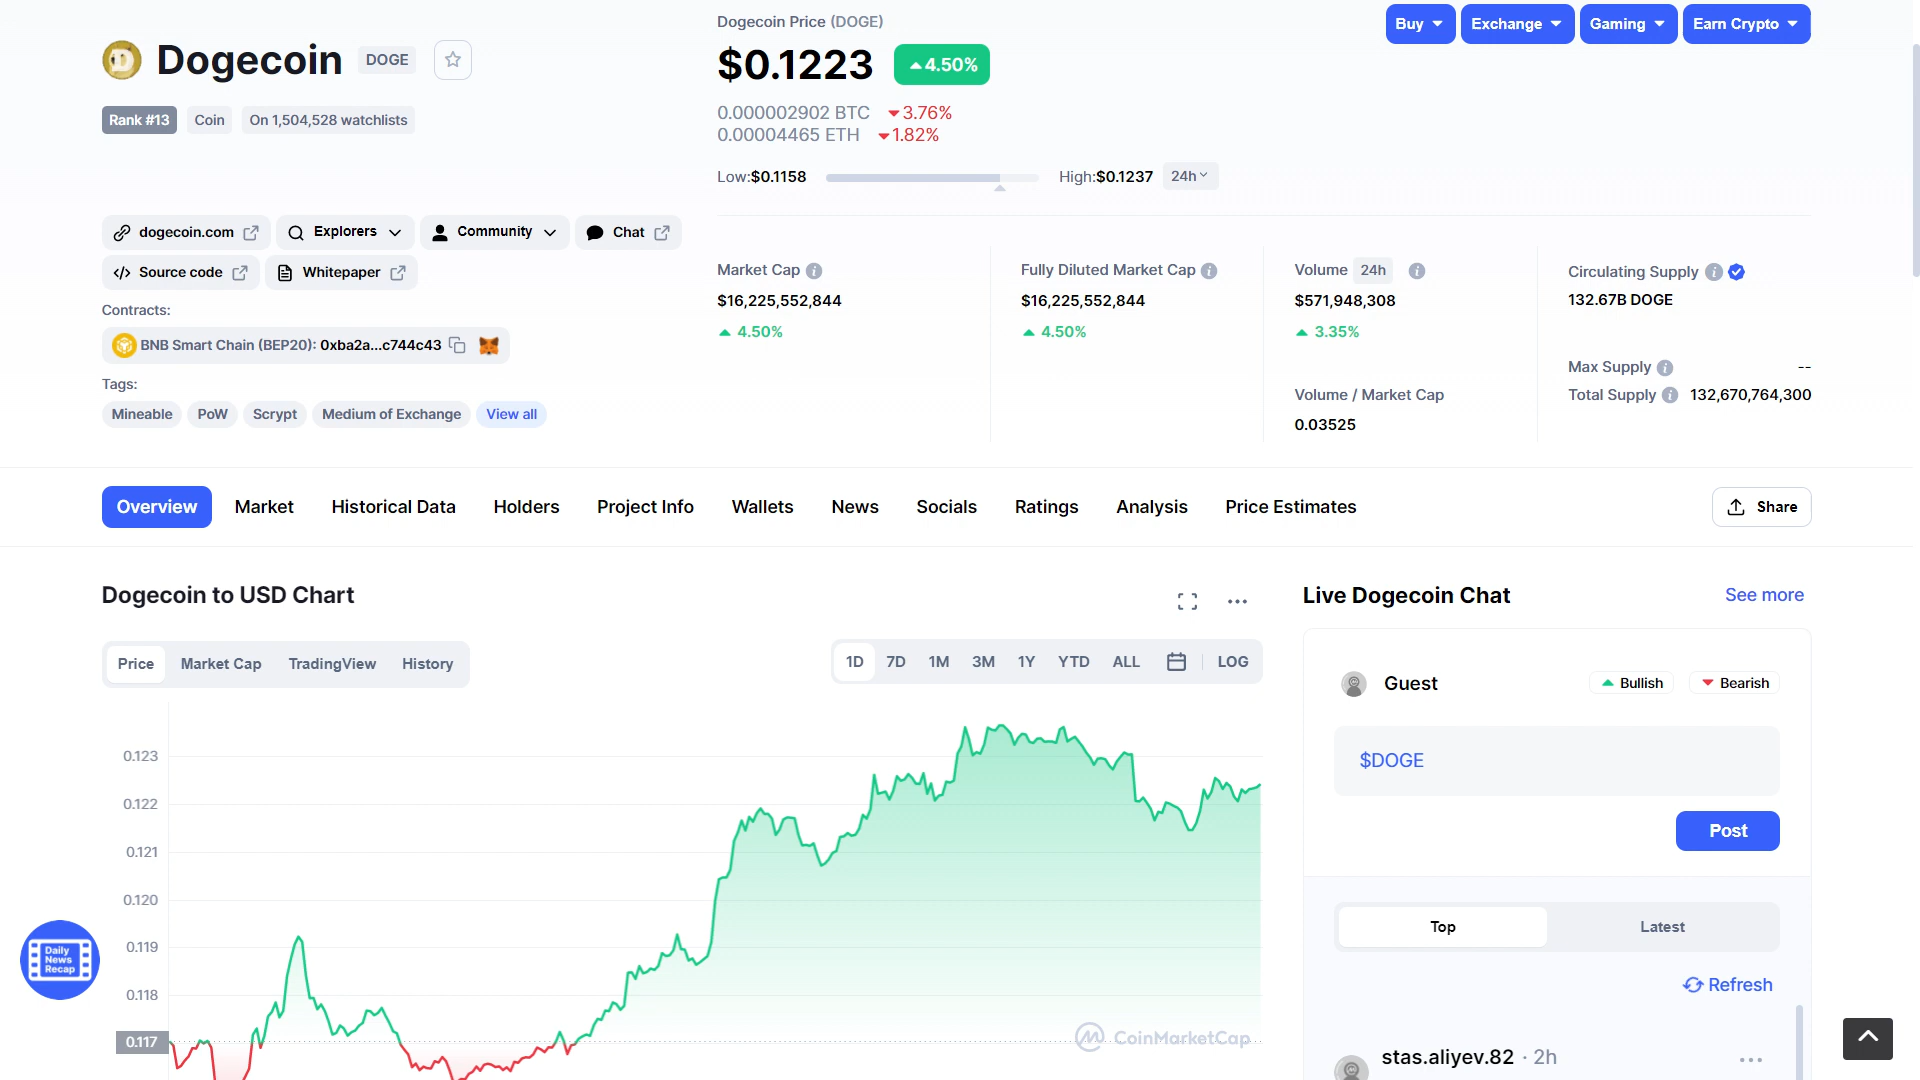 Dogecoin DOGE
Rank #13 Coin On 1,504,528 watchlists
Dogecoin Price (DOGE)
$0.1223 4.50%
0.000002902 BTC 3.76%
0.00004465 ETH 1.82%
Low:$0.1158 High:$0.1237 24h
Buy Exchange Gaming Earn Crypto
dogecoin.com Explorers Community Chat
Source code Whitepaper
Contracts:
BNB Smart Chain (BEP20): 0xba2a...c744c43
Tags:
Mineable PoW Scrypt Medium of Exchange View all
Market Cap
$16,225,552,844
4.50%
Fully Diluted Market Cap
$16,225,552,844
4.50%
Volume 24h
$571,948,308
3.35%
Volume / Market Cap
0.03525
Circulating Supply
132.67B DOGE
Max Supply --
Total Supply 132,670,764,300
Overview Market Historical Data Holders Project Info Wallets News Socials Ratings Analysis Price Estimates Share
Dogecoin to USD Chart
Price Market Cap TradingView History
1D 7D 1M 3M 1Y YTD ALL LOG
0.123
0.122
0.121
0.120
0.119
0.118
0.117
CoinMarketCap
Daily
News
Recap
Live Dogecoin Chat See more
Guest Bullish Bearish
$DOGE
Post
Top Latest
Refresh
stas.aliyev.82 · 2h